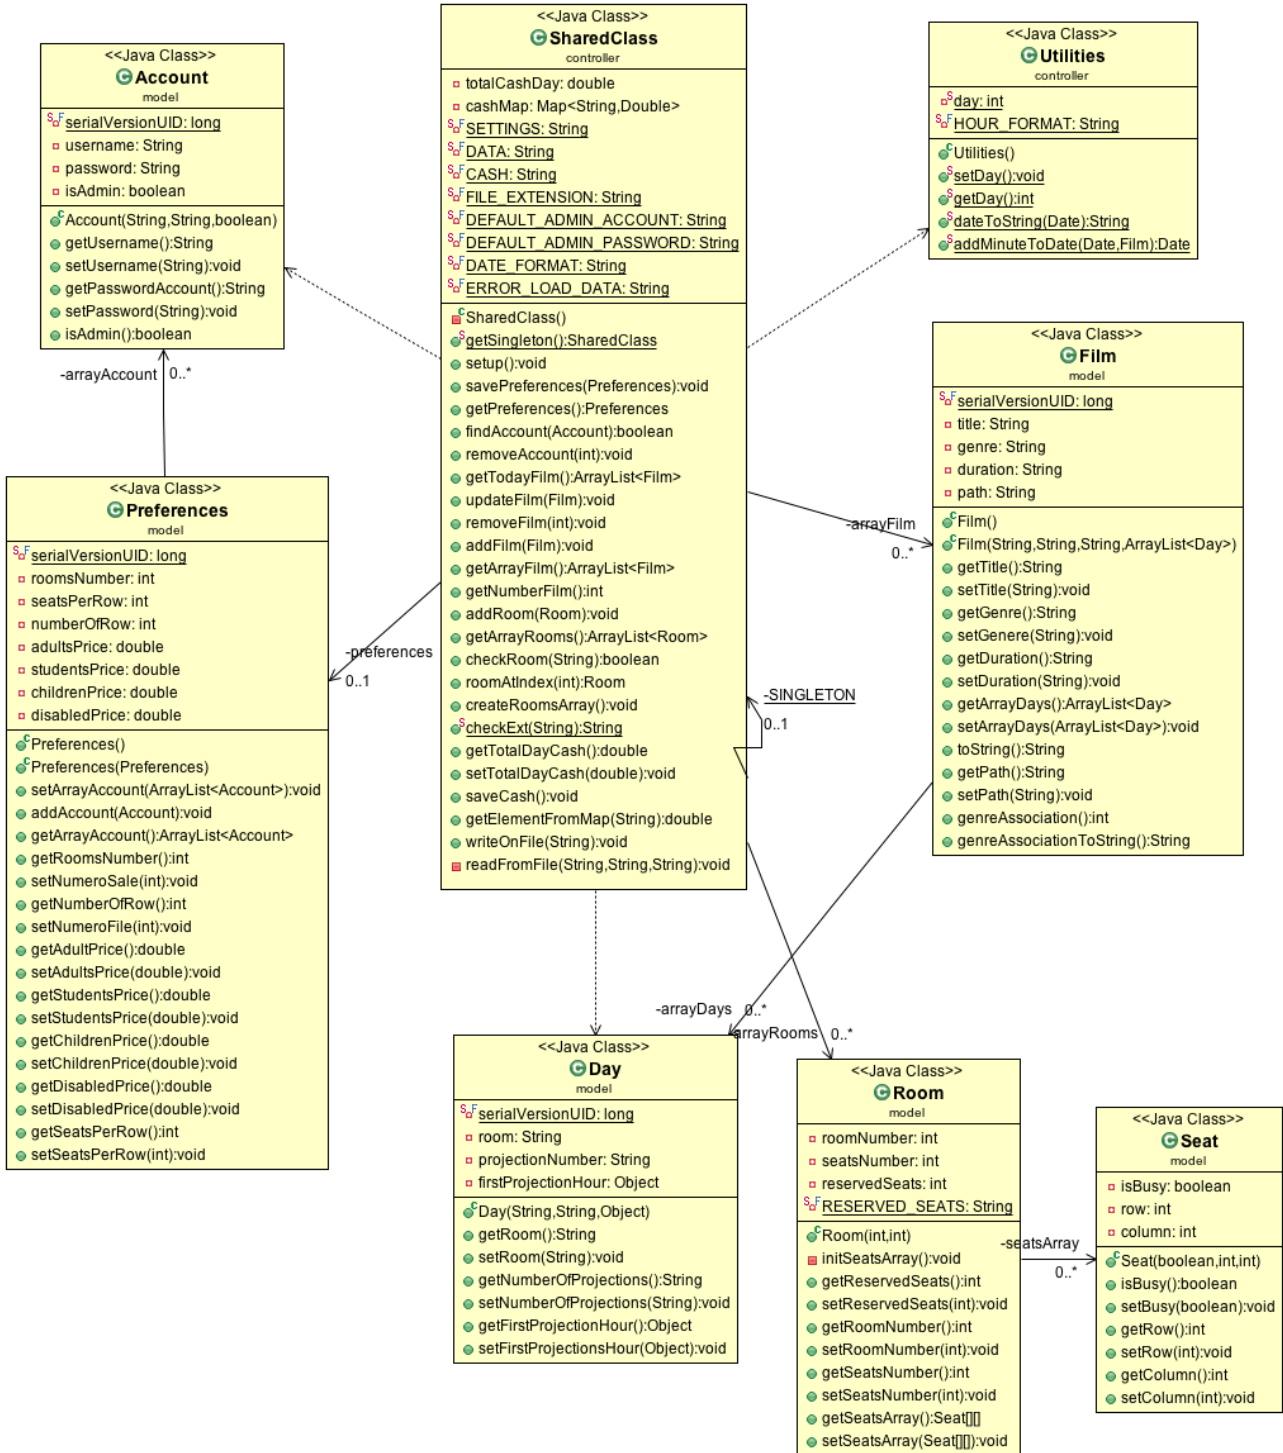 <<Java Class>>
Account
model
serialVersionUID: long
username: String
password: String
isAdmin: boolean
Account(String,String,boolean)
getUsername():String
setUsername(String):void
getPasswordAccount():String
setPassword(String):void
isAdmin():boolean
-arrayAccount
0..*
<<Java Class>>
Preferences
model
serialVersionUID: long
roomsNumber: int
seatsPerRow: int
numberOfRow: int
adultsPrice: double
studentsPrice: double
childrenPrice: double
disabledPrice: double
Preferences()
Preferences(Preferences)
setArrayAccount(ArrayList<Account>):void
addAccount(Account):void
getArrayAccount():ArrayList<Account>
getRoomsNumber():int
setNumeroSale(int):void
getNumberOfRow():int
setNumeroFile(int):void
getAdultPrice():double
setAdultsPrice(double):void
getStudentsPrice():double
setStudentsPrice(double):void
getChildrenPrice():double
setChildrenPrice(double):void
getDisabledPrice():double
setDisabledPrice(double):void
getSeatsPerRow():int
setSeatsPerRow(int):void
-preferences
0..1
<<Java Class>>
SharedClass
controller
totalCashDay: double
cashMap: Map<String,Double>
SETTINGS: String
DATA: String
CASH: String
FILE_EXTENSION: String
DEFAULT_ADMIN_ACCOUNT: String
DEFAULT_ADMIN_PASSWORD: String
DATE_FORMAT: String
ERROR_LOAD_DATA: String
SharedClass()
getSingleton():SharedClass
setup():void
savePreferences(Preferences):void
getPreferences():Preferences
findAccount(Account):boolean
removeAccount(int):void
getTodayFilm():ArrayList<Film>
updateFilm(Film):void
removeFilm(int):void
addFilm(Film):void
getArrayFilm():ArrayList<Film>
getNumberFilm():int
addRoom(Room):void
getArrayRooms():ArrayList<Room>
checkRoom(String):boolean
roomAtIndex(int):Room
createRoomsArray():void
checkExt(String):String
getTotalDayCash():double
setTotalDayCash(double):void
saveCash():void
getElementFromMap(String):double
writeOnFile(String):void
readFromFile(String,String,String):void
-SINGLETON
0..1
<<Java Class>>
Utilities
controller
day: int
HOUR_FORMAT: String
Utilities()
setDay():void
getDay():int
dateToString(Date):String
addMinuteToDate(Date,Film):Date
-arrayFilm
0..*
<<Java Class>>
Film
model
serialVersionUID: long
title: String
genre: String
duration: String
path: String
Film()
Film(String,String,String,ArrayList<Day>)
getTitle():String
setTitle(String):void
getGenre():String
setGenere(String):void
getDuration():String
setDuration(String):void
getArrayDays():ArrayList<Day>
setArrayDays(ArrayList<Day>):void
toString():String
getPath():String
setPath(String):void
genreAssociation():int
genreAssociationToString():String
-arrayDays
0..*
-arrayRooms
0..*
<<Java Class>>
Day
model
serialVersionUID: long
room: String
projectionNumber: String
firstProjectionHour: Object
Day(String,String,Object)
getRoom():String
setRoom(String):void
getNumberOfProjections():String
setNumberOfProjections(String):void
getFirstProjectionHour():Object
setFirstProjectionsHour(Object):void
<<Java Class>>
Room
model
roomNumber: int
seatsNumber: int
reservedSeats: int
RESERVED_SEATS: String
Room(int,int)
initSeatsArray():void
getReservedSeats():int
setReservedSeats(int):void
getRoomNumber():int
setRoomNumber(int):void
getSeatsNumber():int
setSeatsNumber(int):void
getSeatsArray():Seat[][]
setSeatsArray(Seat[][]):void
-seatsArray
0..*
<<Java Class>>
Seat
model
isBusy: boolean
row: int
column: int
Seat(boolean,int,int)
isBusy():boolean
setBusy(boolean):void
getRow():int
setRow(int):void
getColumn():int
setColumn(int):void